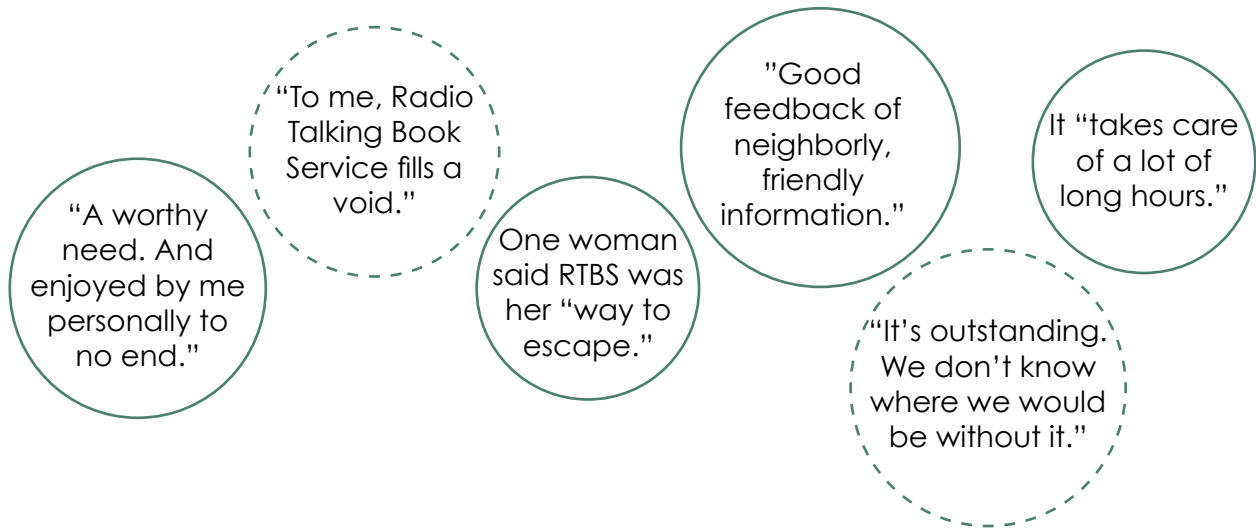 “A worthy
need. And
enjoyed by me
personally to
no end.”
“To me, Radio
Talking Book
Service fills a
void.”
One woman
said RTBS was
her “way to
escape.”
”Good
feedback of
neighborly,
friendly
information.”
“It’s outstanding.
We don’t know
where we would
be without it.”
It “takes care
of a lot of
long hours.”